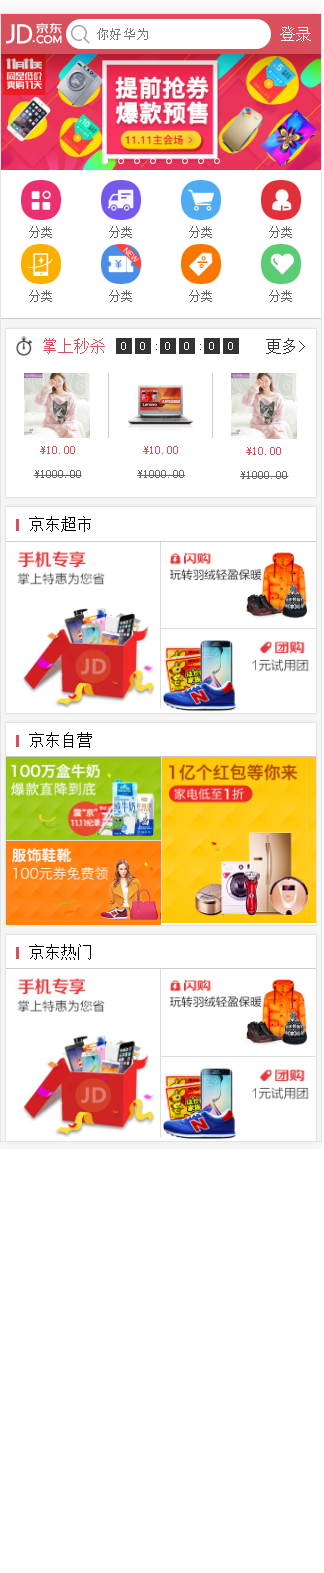 JD 京东 .COM
你好华为
登录
11月11天
同是低价
卖购11天
提前抢券
爆款预售
11.11主会场 >
分类 分类 分类 分类
NEW
分类 分类 分类 分类
掌上秒杀 0 0 : 0 0 : 0 0 更多
¥10.00 ¥10.00 ¥10.00
¥1000.00 ¥1000.00 ¥1000.00
京东超市
手机专享
掌上特惠为您省
JD
闪购
玩转羽绒轻盈保暖
团购
1元试用团
京东自营
100万盒牛奶
爆款直降到底
11.11纪录
服饰鞋靴
100元券免费领
1亿个红包等你来
家电低至1折
京东热门
手机专享
掌上特惠为您省
JD
闪购
玩转羽绒轻盈保暖
团购
1元试用团